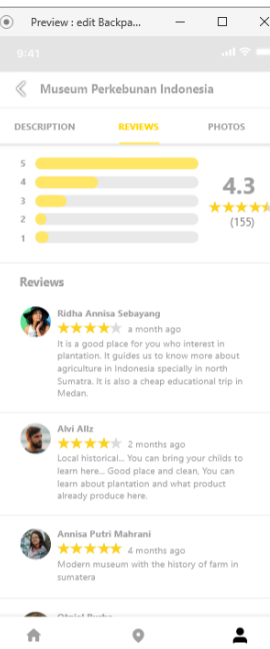 Preview : edit Backpa...
9:41
Museum Perkebunan Indonesia
DESCRIPTION REVIEWS PHOTOS
5
4
3
2
1
4.3
(155)
Reviews
Ridha Annisa Sebayang
a month ago
It is a good place for you who interest in
plantation. It guides us to know more about
agriculture in Indonesia specially in north
Sumatra. It is also a cheap educational trip in
Medan.
Alvi Allz
2 months ago
Local historical... You can bring your childs to
learn here... Good place and clean, You can
learn about plantation and what product
already produce here.
Annisa Putri Mahrani
4 months ago
Modern museum with the history of farm in
sumatera